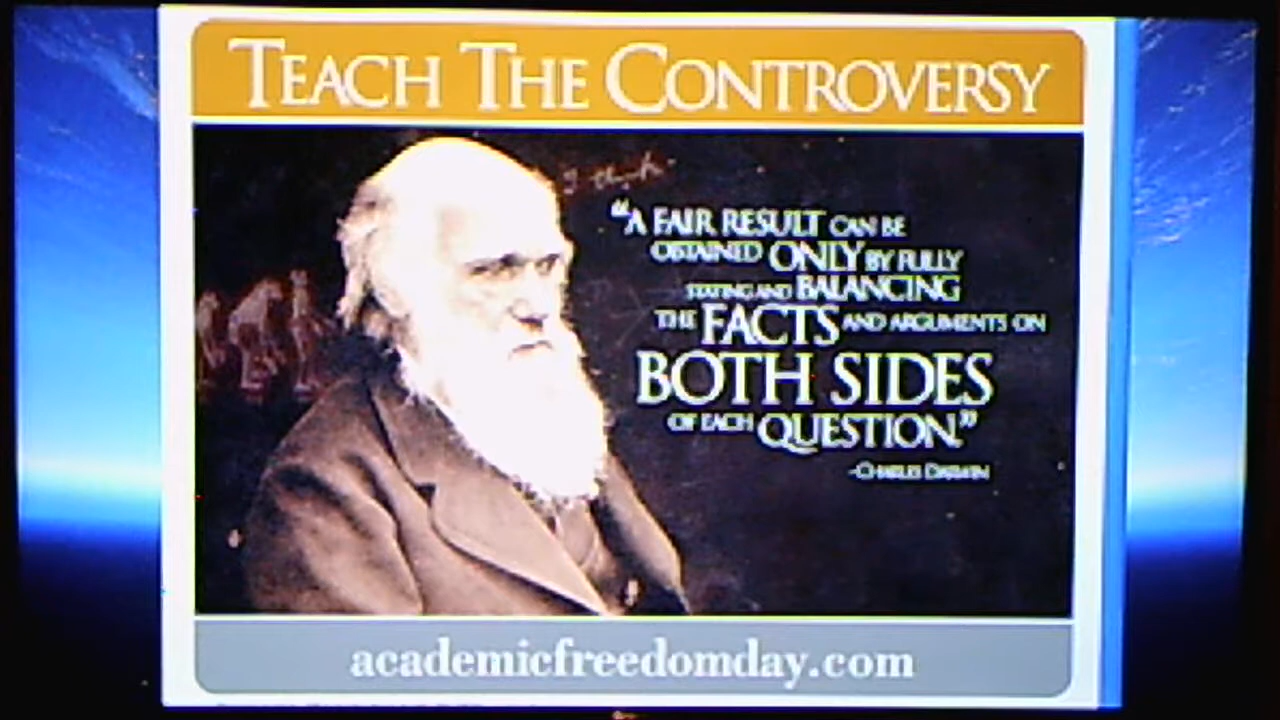 TEACH THE CONTROVERSY
I think
"A FAIR RESULT CAN BE
OBTAINED ONLY BY FULLY
STATING AND BALANCING
THE FACTS AND ARGUMENTS ON
BOTH SIDES
OF EACH QUESTION."
-CHARLES DARWIN
academicfreedomday.com